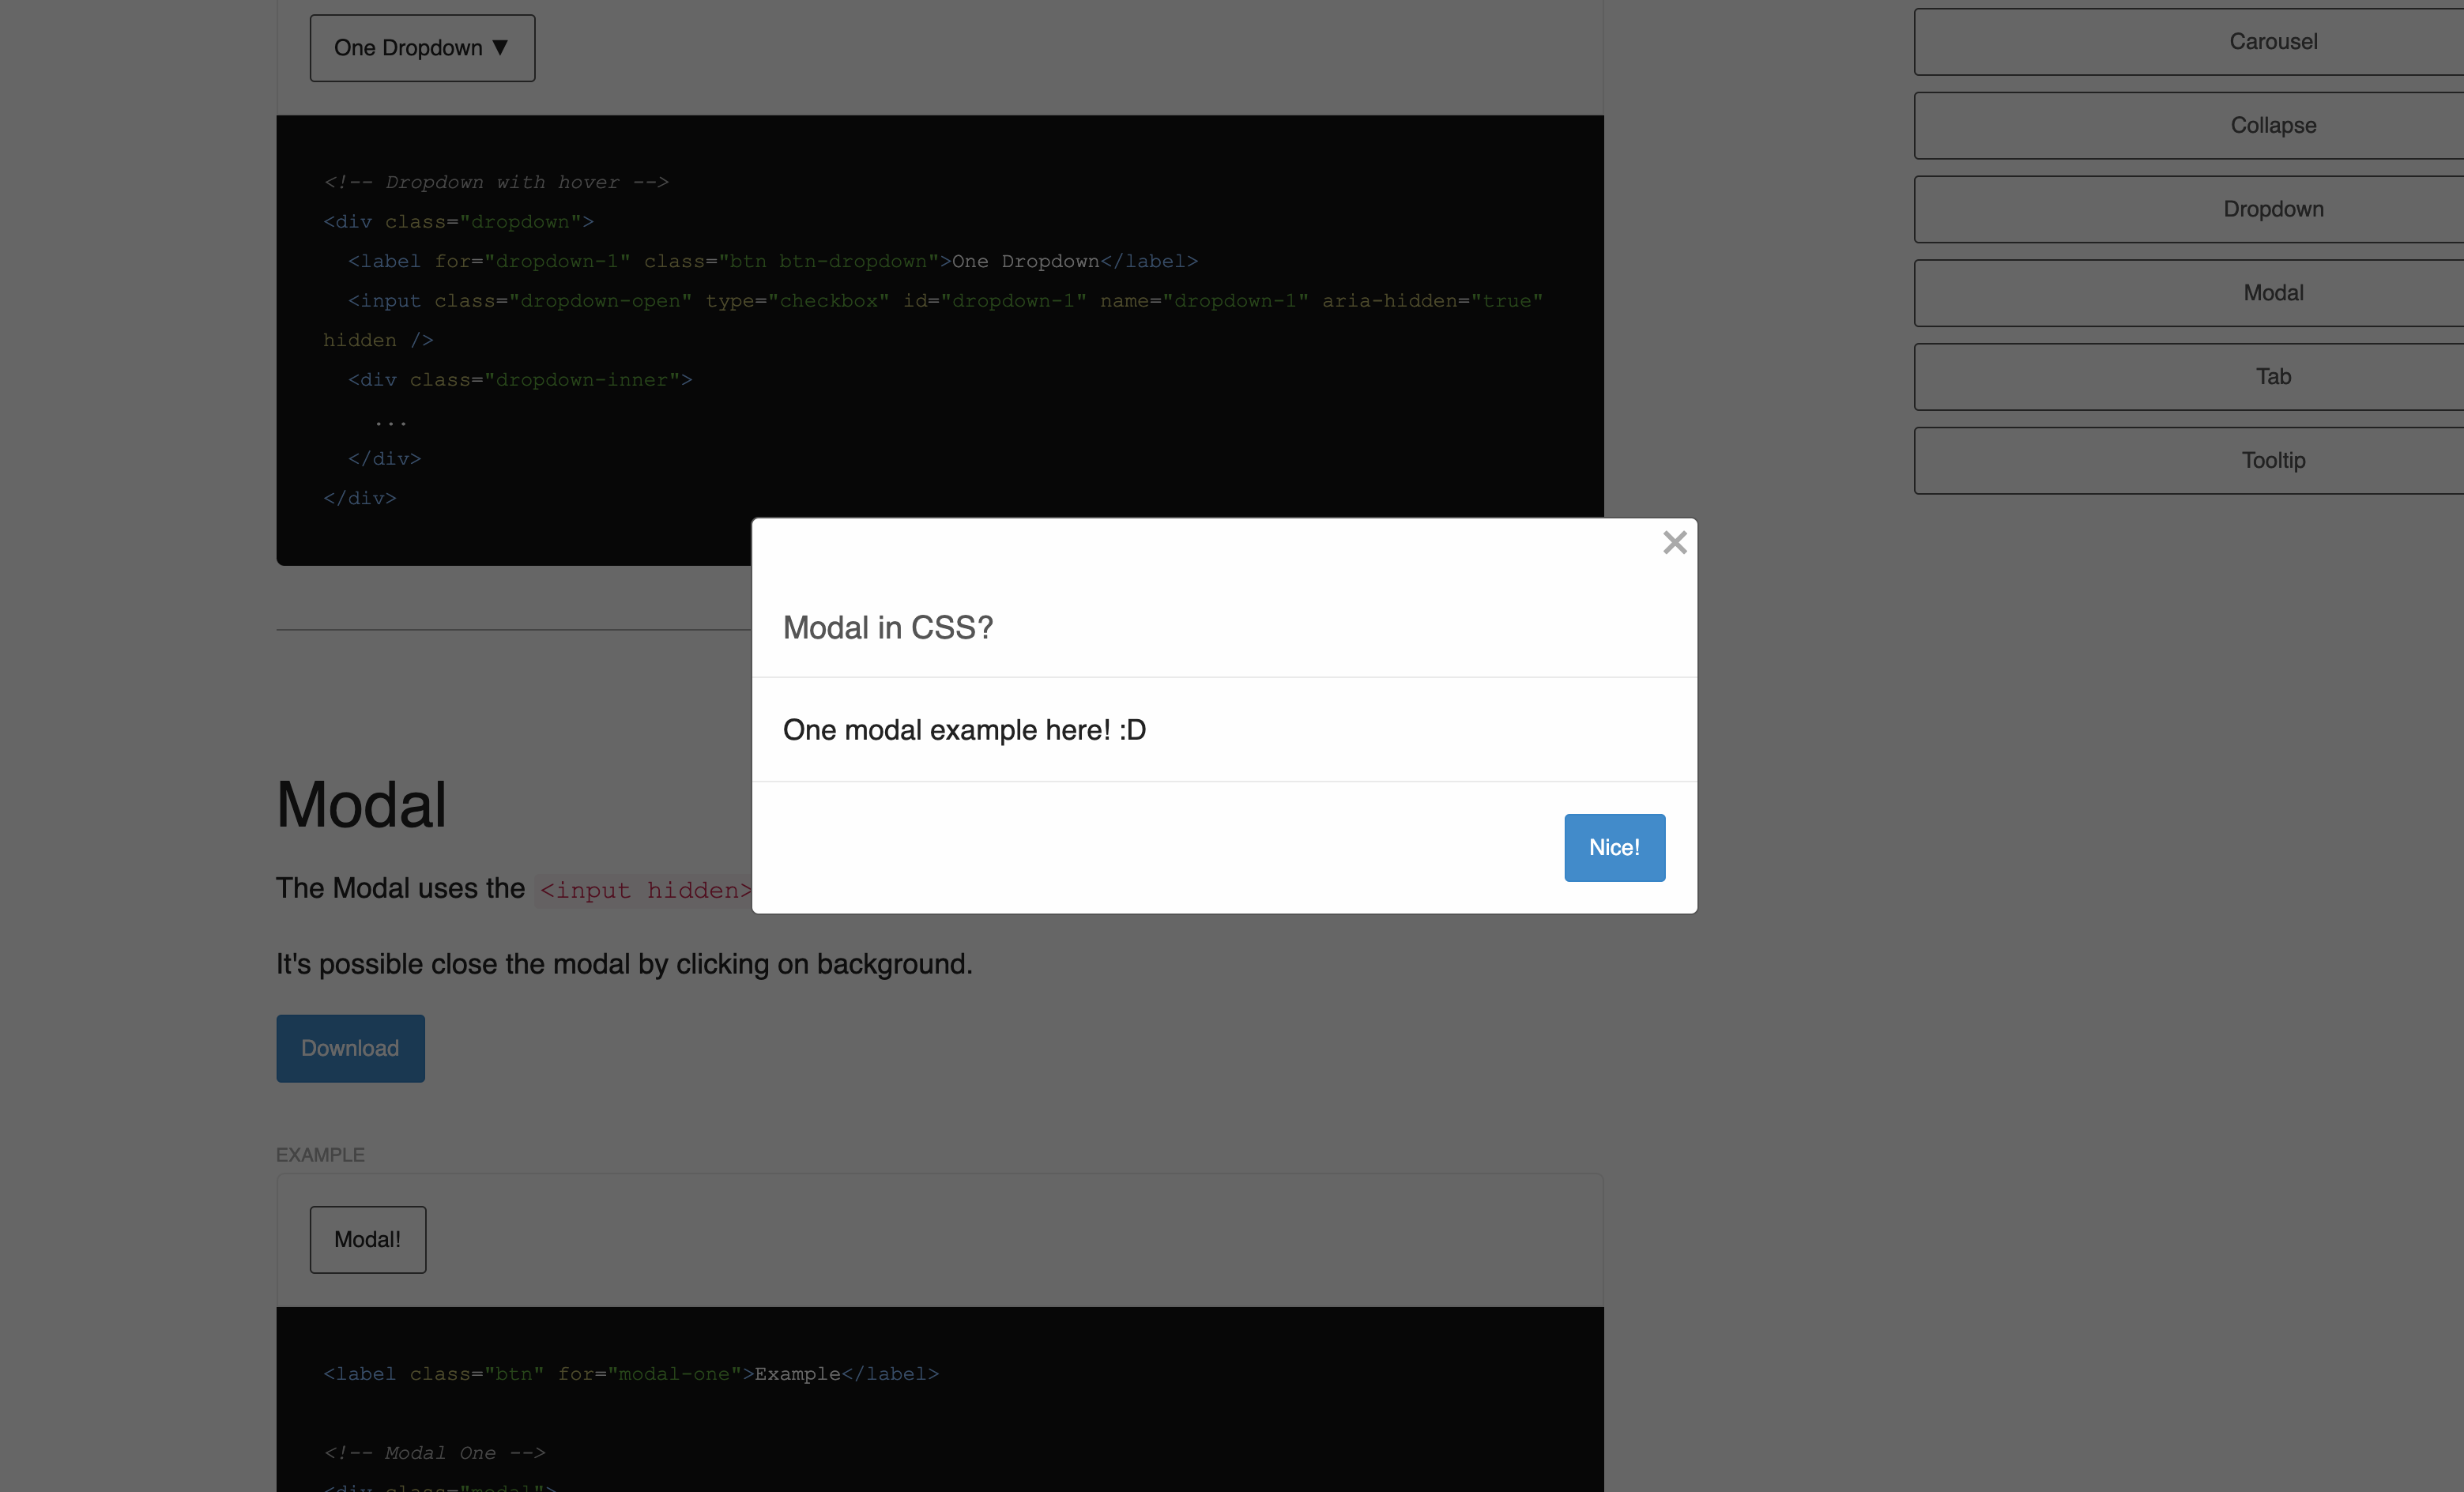 One Dropdown ▼
<!-- Dropdown with hover -->
<div class="dropdown">
<label for="dropdown-1" class="btn btn-dropdown">One Dropdown</label>
<input class="dropdown-open" type="checkbox" id="dropdown-1" name="dropdown-1" aria-hidden="true"
hidden />
<div class="dropdown-inner">
...
</div>
</div>
Modal
The Modal uses the <input hidden>
It's possible close the modal by clicking on background.
Download
EXAMPLE
Modal!
<label class="btn" for="modal-one">Example</label>
<!-- Modal One -->
<div class="modal">
×
Modal in CSS?
One modal example here! :D
Nice!
Carousel
Collapse
Dropdown
Modal
Tab
Tooltip